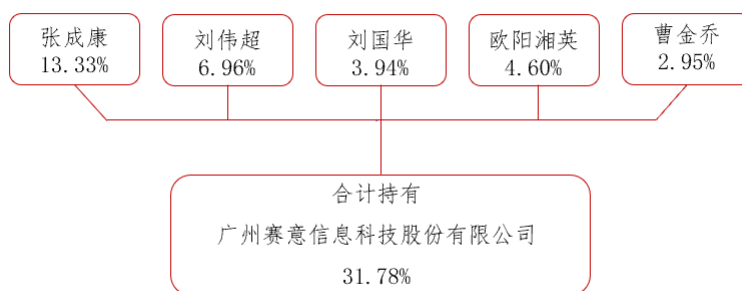 张成康
13.33%
刘伟超
6.96%
刘国华
3.94%
欧阳湘英
4.60%
曹金乔
2.95%
合计持有
广州赛意信息科技股份有限公司
31.78%